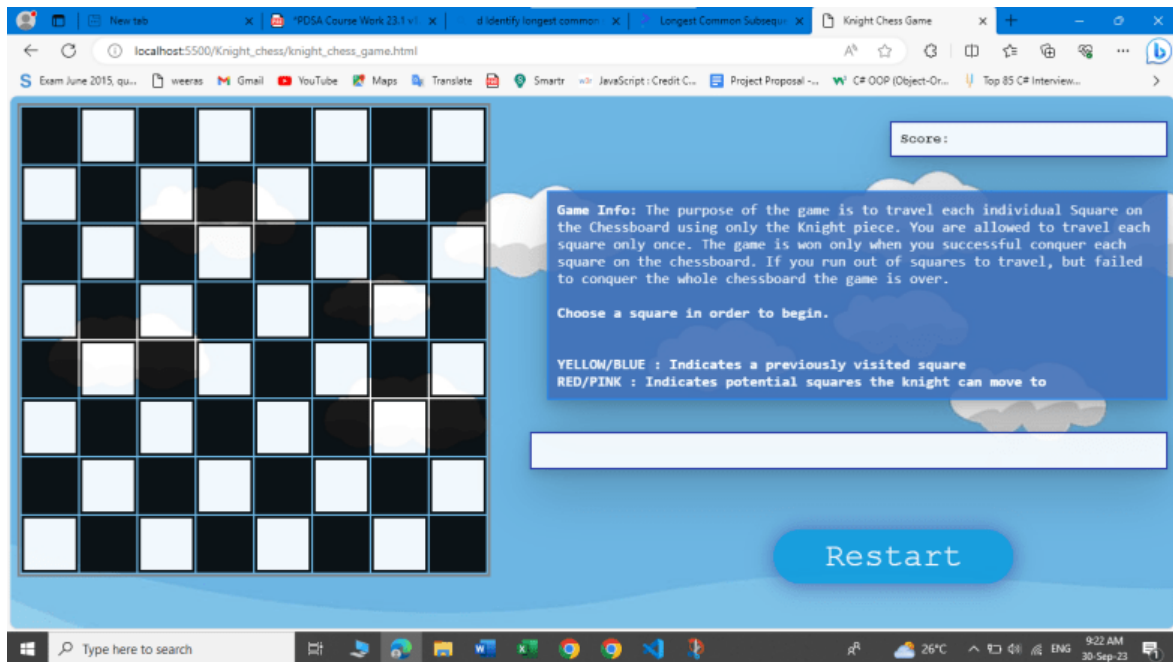 New tab
*PDSA Course Work 23.1 v1
d Identify longest common
Longest Common Subseque
Knight Chess Game
localhost:5500/Knight_chess/knight_chess_game.html
Exam June 2015, qu...
weeras
Gmail
YouTube
Maps
Translate
Smartr
JavaScript : Credit C...
Project Proposal -...
C# OOP (Object-Or...
Top 85 C# Interview...
Score:
Game Info: The purpose of the game is to travel each individual Square on
the Chessboard using only the Knight piece. You are allowed to travel each
square only once. The game is won only when you successful conquer each
square on the chessboard. If you run out of squares to travel, but failed
to conquer the whole chessboard the game is over.
Choose a square in order to begin.
YELLOW/BLUE : Indicates a previously visited square
RED/PINK : Indicates potential squares the knight can move to
Restart
Type here to search
26°C
ENG
9:22 AM
30-Sep-23